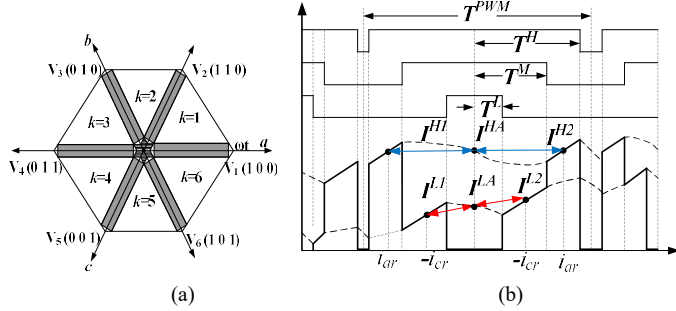 b
V₃(0 1 0)
V₂(1 1 0)
k=2
k=3
k=1
ωt a
V₄(0 1 1)
V₁(1 0 0)
k=4
k=6
k=5
V₅(0 0 1)
V₆(1 0 1)
c
(a)
T^PWM
T^H
T^M
T^L
I^H1 I^HA I^H2
I^L1 I^LA I^L2
i_ar -i_cr -i_cr i_ar
(b)